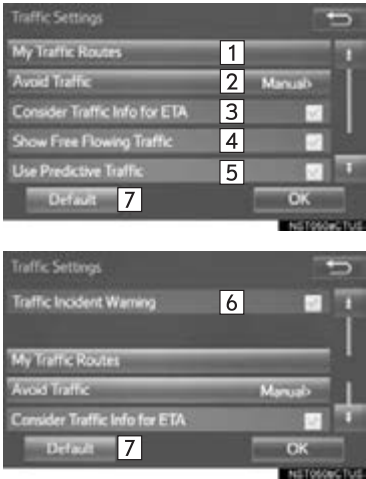 Traffic Settings
My Traffic Routes 1
Avoid Traffic 2 Manual>
Consider Traffic Info for ETA 3
Show Free Flowing Traffic 4
Use Predictive Traffic 5
Default 7 OK
Traffic Settings
Traffic Incident Warning 6
My Traffic Routes
Avoid Traffic Manual>
Consider Traffic Info for ETA
Default 7 OK